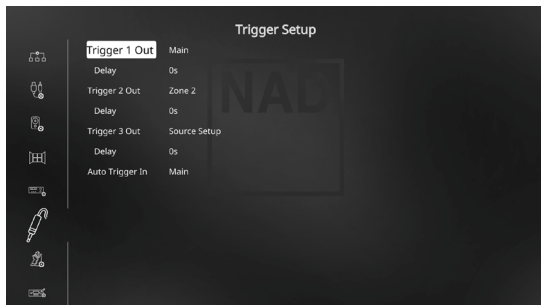 Trigger Setup
Trigger 1 Out Main
Delay 0s
Trigger 2 Out Zone 2
Delay 0s
Trigger 3 Out Source Setup
Delay 0s
Auto Trigger In Main
NAD